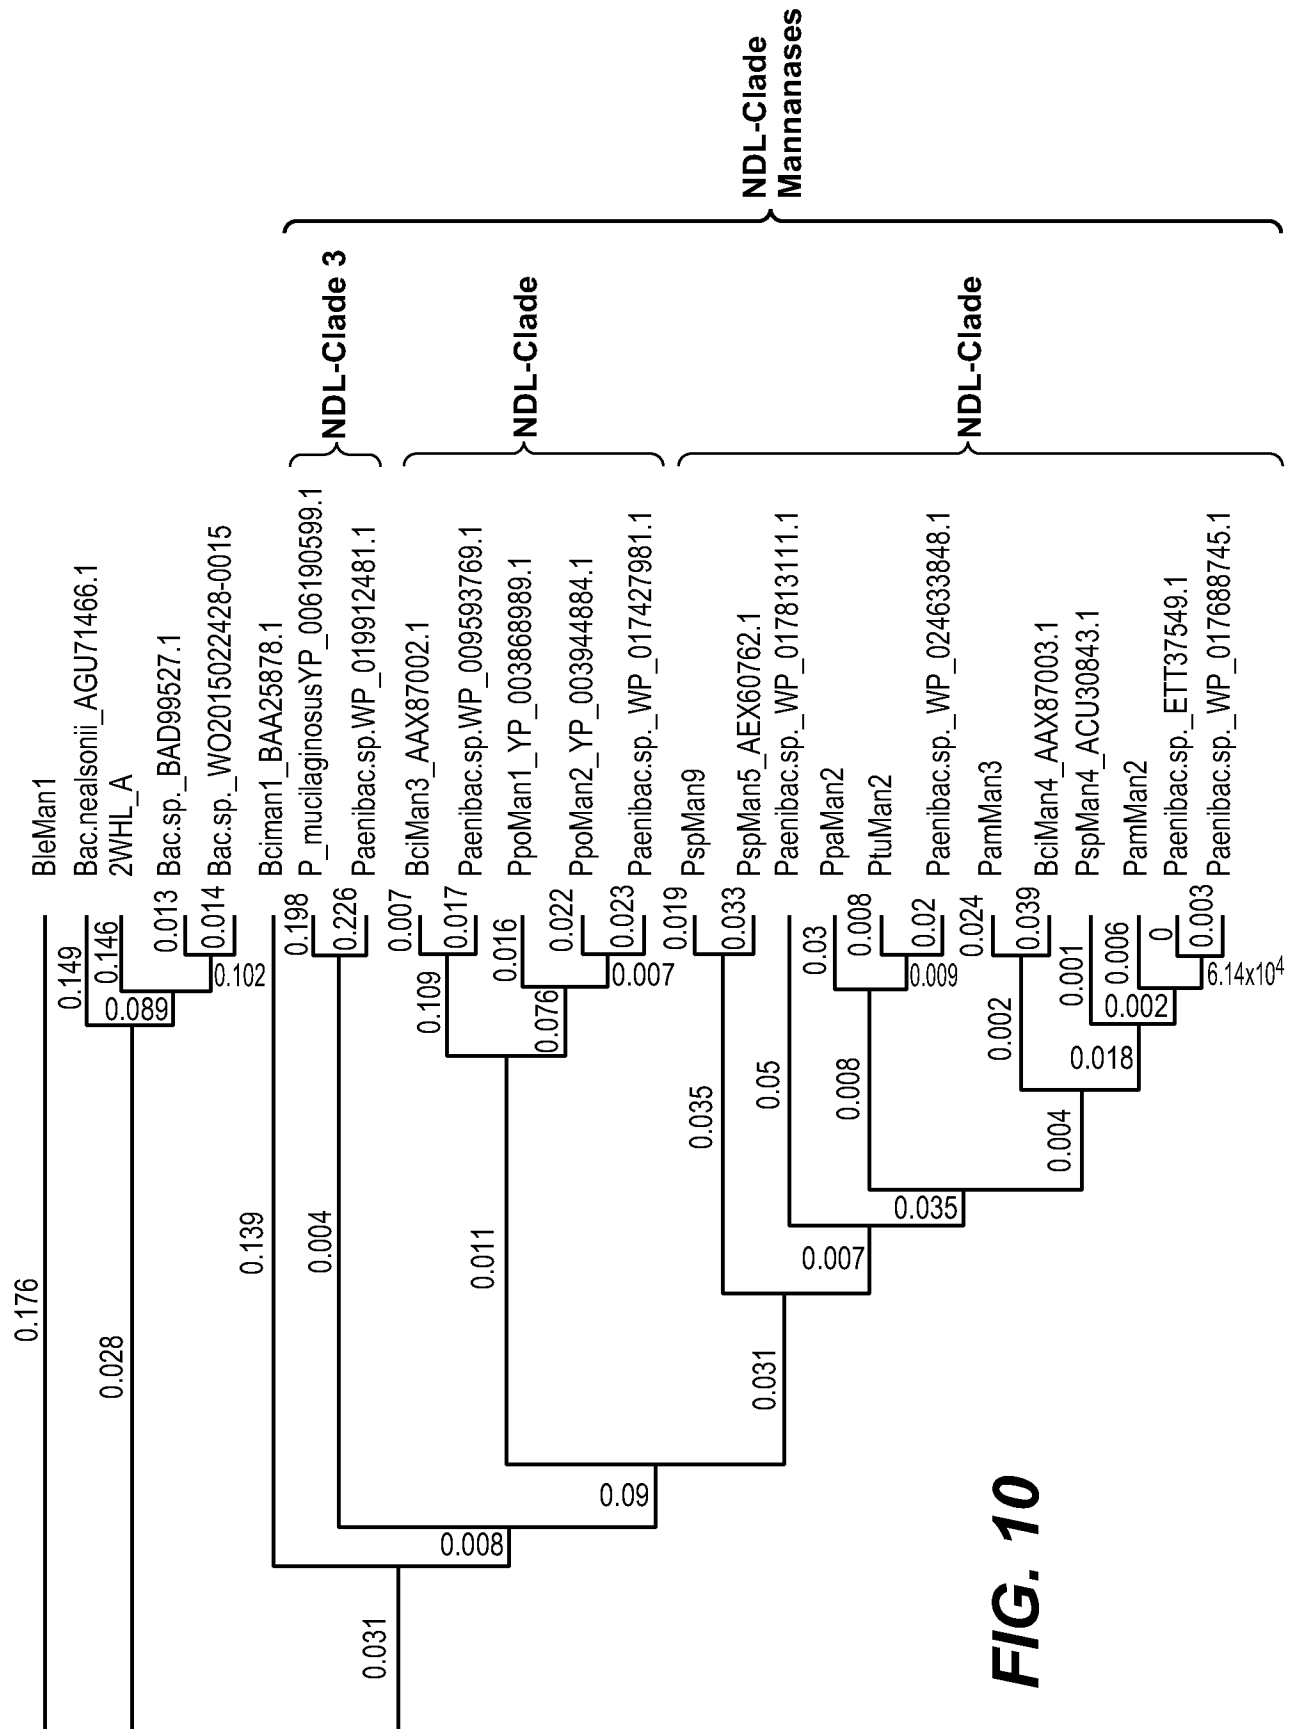 BleMan1
Bac.nealsonii_AGU71466.1
2WHL_A
Bac.sp._BAD99527.1
Bac.sp._WO2015022428-0015
Bciman1_BAA25878.1
P_mucilaginosusYP_006190599.1
Paenibac.sp.WP_019912481.1
BciMan3_AAX87002.1
Paenibac.sp.WP_009593769.1
PpoMan1_YP_003868989.1
PpoMan2_YP_003944884.1
Paenibac.sp._WP_017427981.1
PspMan9
PspMan5_AEX60762.1
Paenibac.sp._WP_017813111.1
PpaMan2
PtuMan2
Paenibac.sp._WP_024633848.1
PamMan3
BciMan4_AAX87003.1
PspMan4_ACU30843.1
PamMan2
Paenibac.sp._ETT37549.1
Paenibac.sp._WP_017688745.1
0.176
0.149
0.146
0.089
0.013
0.014
0.102
0.028
0.139
0.198
0.226
0.004
0.007
0.017
0.109
0.016
0.022
0.023
0.007
0.076
0.011
0.019
0.033
0.035
0.05
0.03
0.008
0.02
0.009
0.008
0.024
0.039
0.002
0.001
0.006
0
0.003
6.14x10⁴
0.002
0.018
0.004
0.035
0.007
0.031
0.09
0.008
0.031
NDL-Clade 3
NDL-Clade
NDL-Clade
NDL-Clade
Mannanases
FIG. 10